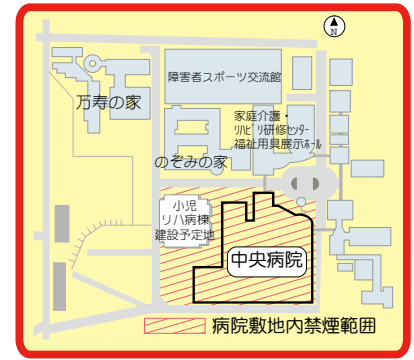 N
障害者スポーツ交流館
万寿の家
家庭介護・
リハビリ研修センター
福祉用具展示ホール
のぞみの家
小児
リハ病棟
建設予定地
中央病院
病院敷地内禁煙範囲